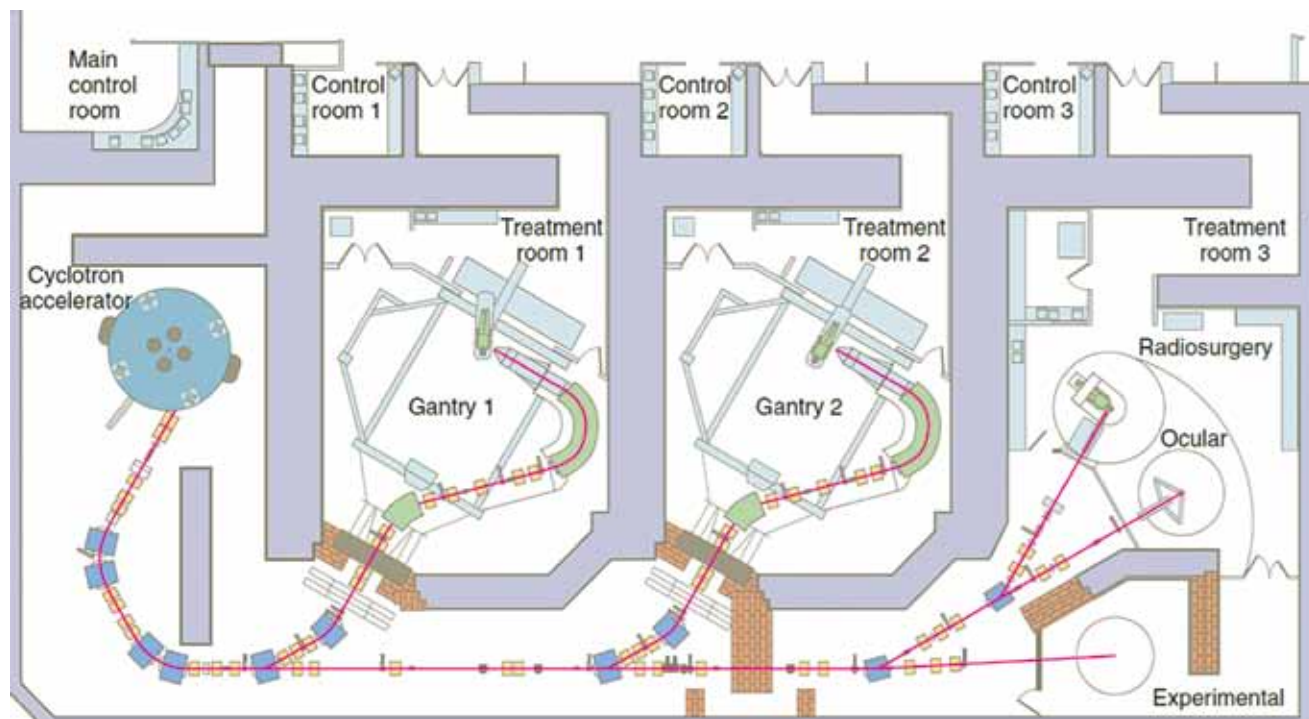 Main
control
room
Control
room 1
Control
room 2
Control
room 3
Treatment
room 1
Treatment
room 2
Treatment
room 3
Cyclotron
accelerator
Gantry 1
Gantry 2
Radiosurgery
Ocular
Experimental